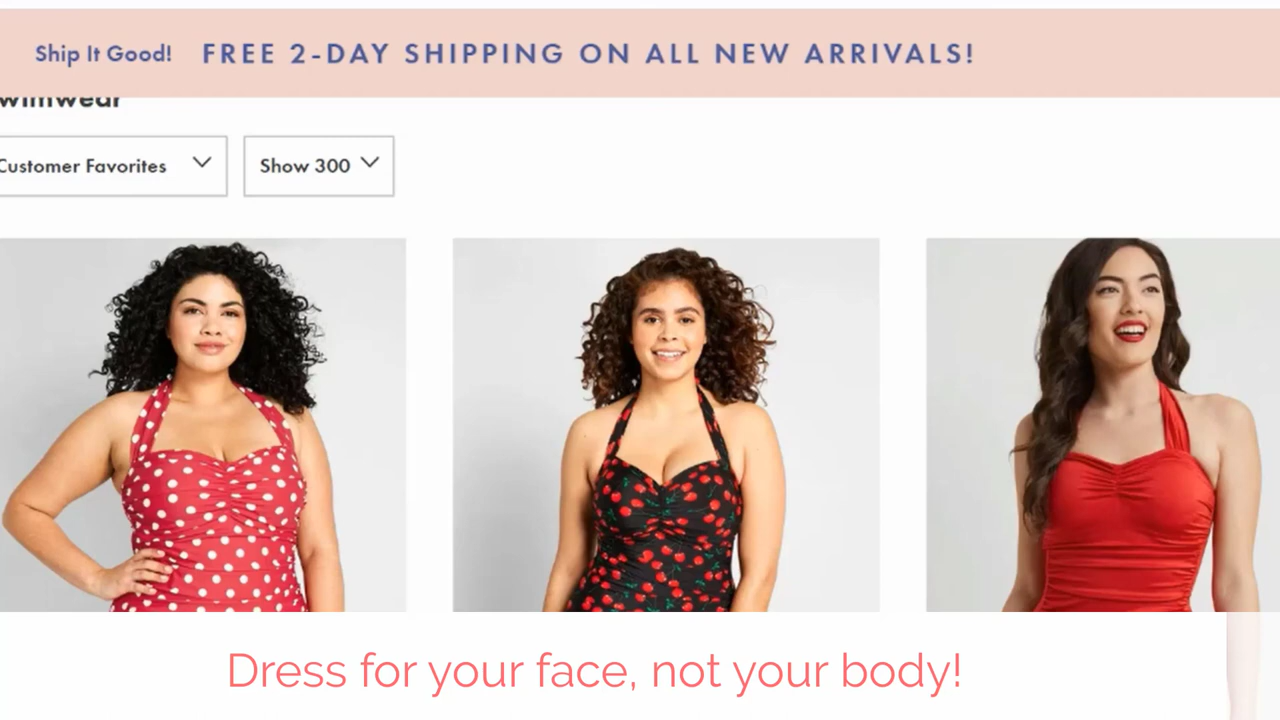 Ship It Good! FREE 2-DAY SHIPPING ON ALL NEW ARRIVALS!
wimwear
Customer Favorites
Show 300
Dress for your face, not your body!